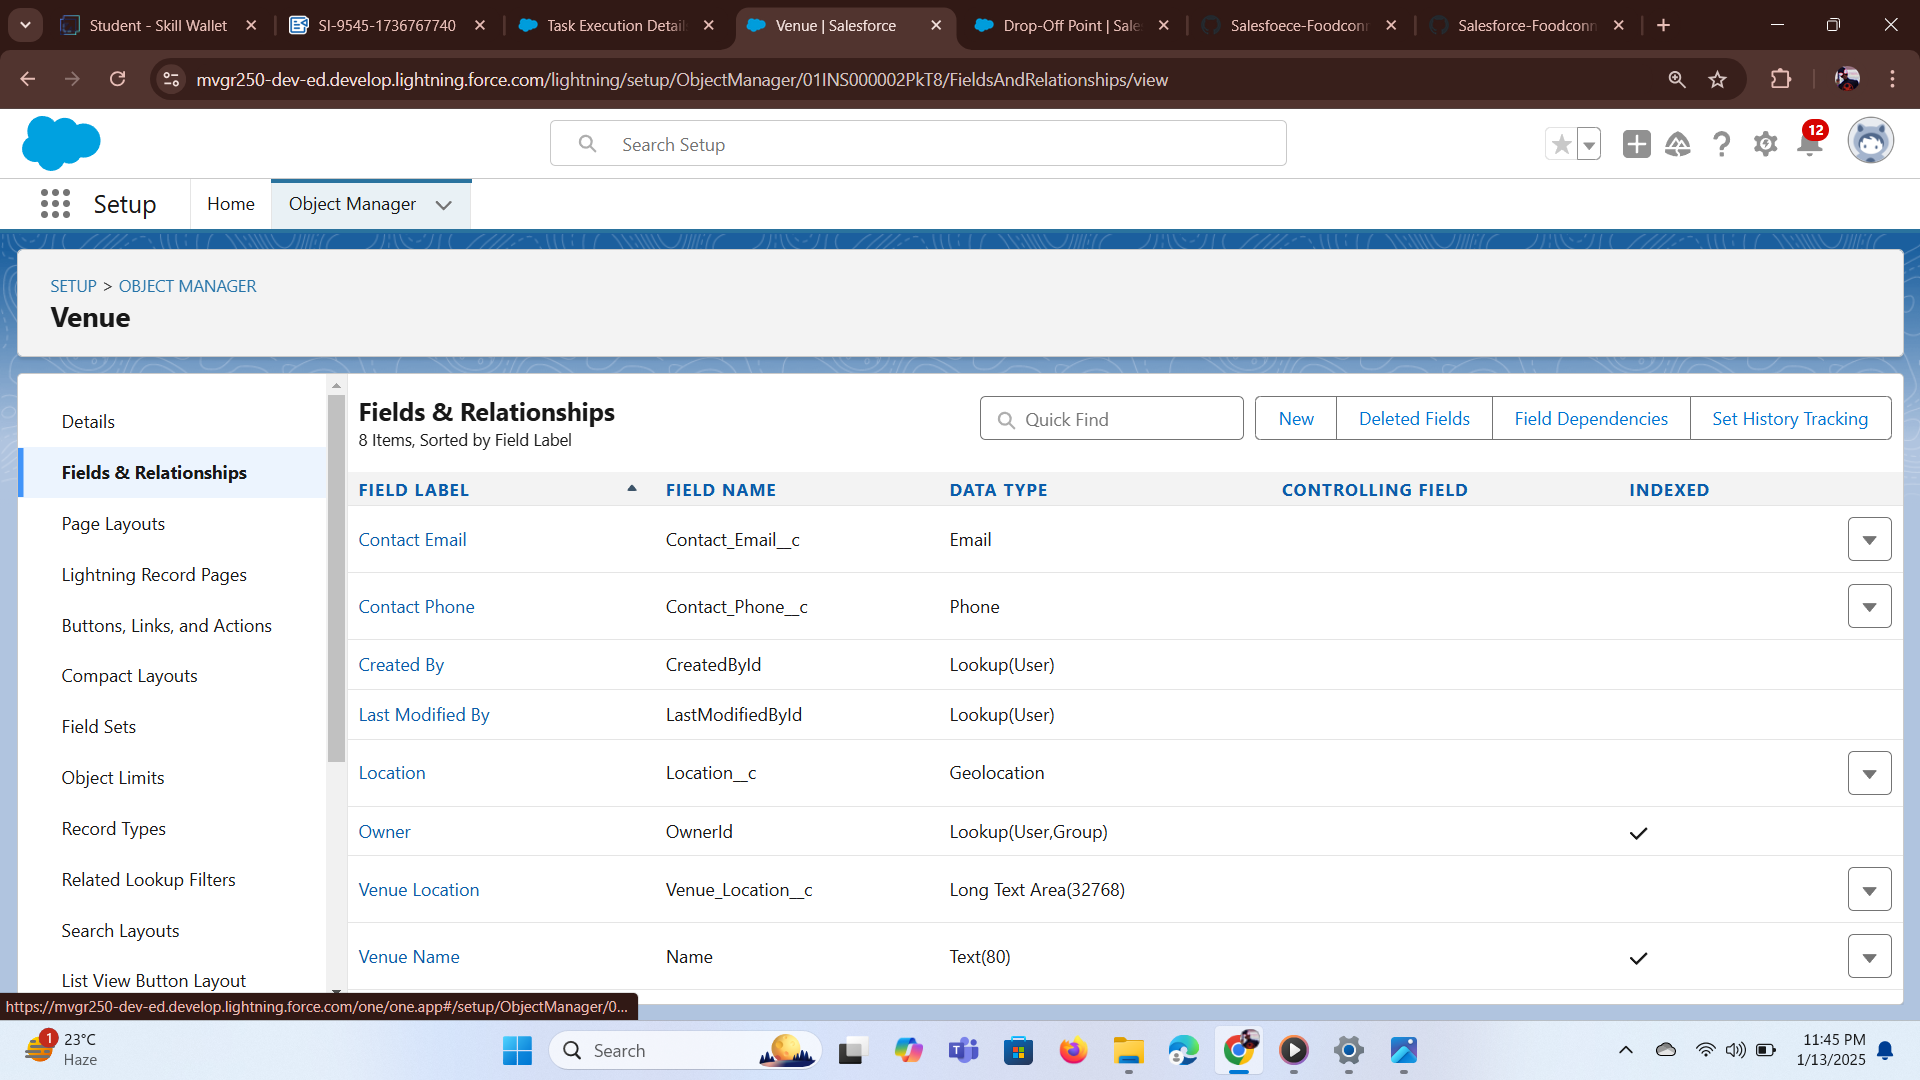 Student - Skill Wallet
SI-9545-1736767740
Task Execution Detail
Venue | Salesforce
Drop-Off Point | Sale
Salesfoece-Foodconn
Salesforce-Foodconn
mvgr250-dev-ed.develop.lightning.force.com/lightning/setup/ObjectManager/01INS000002PkT8/FieldsAndRelationships/view
Search Setup
12
Setup
Home
Object Manager
SETUP > OBJECT MANAGER
Venue
Details
Fields & Relationships
Page Layouts
Lightning Record Pages
Buttons, Links, and Actions
Compact Layouts
Field Sets
Object Limits
Record Types
Related Lookup Filters
Search Layouts
List View Button Layout
Fields & Relationships
8 Items, Sorted by Field Label
Quick Find
New
Deleted Fields
Field Dependencies
Set History Tracking
FIELD LABEL FIELD NAME DATA TYPE CONTROLLING FIELD INDEXED
Contact Email Contact_Email__c Email
Contact Phone Contact_Phone__c Phone
Created By CreatedById Lookup(User)
Last Modified By LastModifiedById Lookup(User)
Location Location__c Geolocation
Owner OwnerId Lookup(User,Group)
Venue Location Venue_Location__c Long Text Area(32768)
Venue Name Name Text(80)
https://mvgr250-dev-ed.develop.lightning.force.com/one/one.app#/setup/ObjectManager/0...
1
23°C
Haze
Search
11:45 PM
1/13/2025